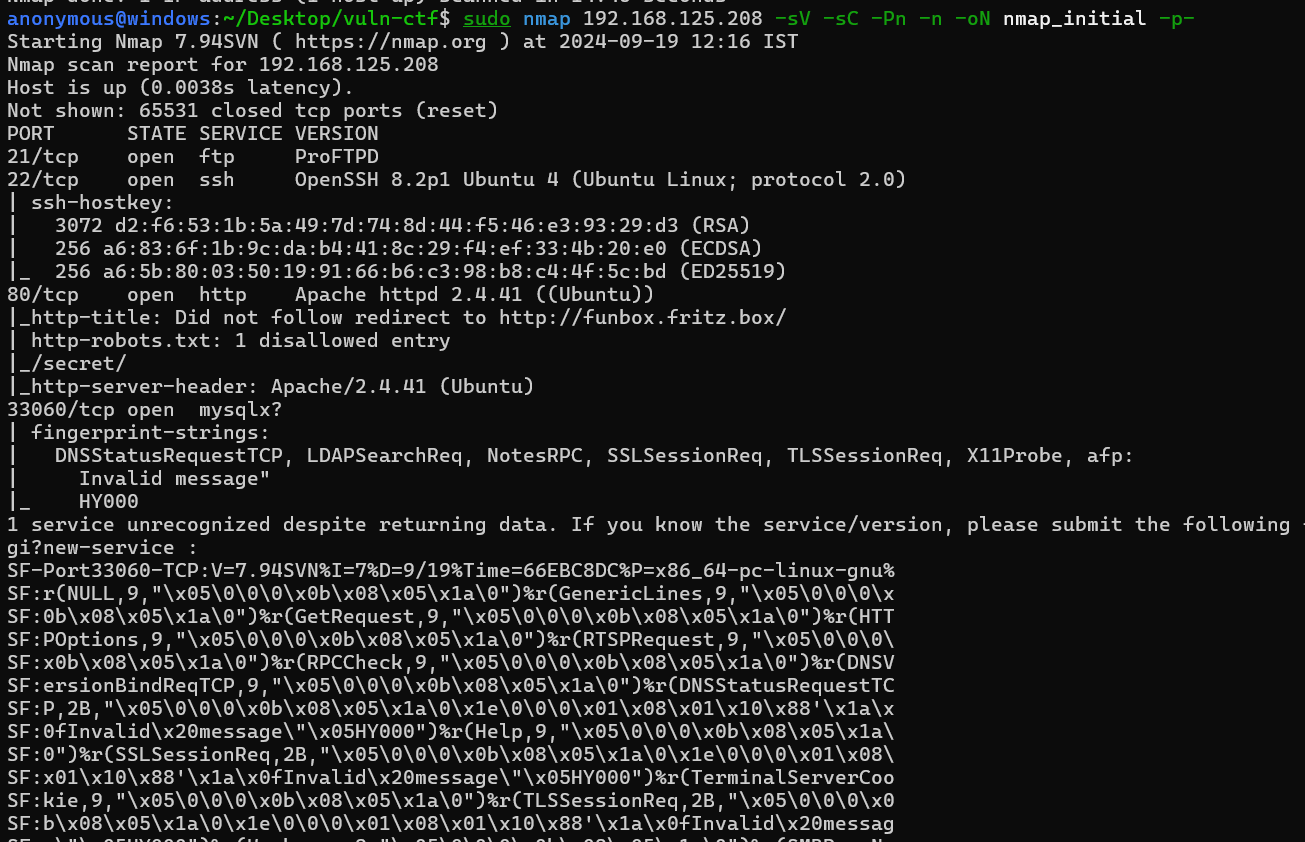 anonymous@windows:~/Desktop/vuln-ctf$ sudo nmap 192.168.125.208 -sV -sC -Pn -n -oN nmap_initial -p-
Starting Nmap 7.94SVN ( https://nmap.org ) at 2024-09-19 12:16 IST
Nmap scan report for 192.168.125.208
Host is up (0.0038s latency).
Not shown: 65531 closed tcp ports (reset)
PORT      STATE SERVICE VERSION
21/tcp    open  ftp     ProFTPD
22/tcp    open  ssh     OpenSSH 8.2p1 Ubuntu 4 (Ubuntu Linux; protocol 2.0)
| ssh-hostkey:
|   3072 d2:f6:53:1b:5a:49:7d:74:8d:44:f5:46:e3:93:29:d3 (RSA)
|   256 a6:83:6f:1b:9c:da:b4:41:8c:29:f4:ef:33:4b:20:e0 (ECDSA)
|_  256 a6:5b:80:03:50:19:91:66:b6:c3:98:b8:c4:4f:5c:bd (ED25519)
80/tcp    open  http    Apache httpd 2.4.41 ((Ubuntu))
|_http-title: Did not follow redirect to http://funbox.fritz.box/
| http-robots.txt: 1 disallowed entry
|_/secret/
|_http-server-header: Apache/2.4.41 (Ubuntu)
33060/tcp open  mysqlx?
| fingerprint-strings:
|   DNSStatusRequestTCP, LDAPSearchReq, NotesRPC, SSLSessionReq, TLSSessionReq, X11Probe, afp:
|     Invalid message"
|_    HY000
1 service unrecognized despite returning data. If you know the service/version, please submit the following
gi?new-service :
SF-Port33060-TCP:V=7.94SVN%I=7%D=9/19%Time=66EBC8DC%P=x86_64-pc-linux-gnu%
SF:r(NULL,9,"\x05\0\0\0\x0b\x08\x05\x1a\0")%r(GenericLines,9,"\x05\0\0\0\x
SF:0b\x08\x05\x1a\0")%r(GetRequest,9,"\x05\0\0\0\x0b\x08\x05\x1a\0")%r(HTT
SF:POptions,9,"\x05\0\0\0\x0b\x08\x05\x1a\0")%r(RTSPRequest,9,"\x05\0\0\0\
SF:x0b\x08\x05\x1a\0")%r(RPCCheck,9,"\x05\0\0\0\x0b\x08\x05\x1a\0")%r(DNSV
SF:ersionBindReqTCP,9,"\x05\0\0\0\x0b\x08\x05\x1a\0")%r(DNSStatusRequestTC
SF:P,2B,"\x05\0\0\0\x0b\x08\x05\x1a\0\x1e\0\0\0\x01\x08\x01\x10\x88'\x1a\x
SF:0fInvalid\x20message\"\x05HY000")%r(Help,9,"\x05\0\0\0\x0b\x08\x05\x1a\
SF:0")%r(SSLSessionReq,2B,"\x05\0\0\0\x0b\x08\x05\x1a\0\x1e\0\0\0\x01\x08\
SF:x01\x10\x88'\x1a\x0fInvalid\x20message\"\x05HY000")%r(TerminalServerCoo
SF:kie,9,"\x05\0\0\0\x0b\x08\x05\x1a\0")%r(TLSSessionReq,2B,"\x05\0\0\0\x0
SF:b\x08\x05\x1a\0\x1e\0\0\0\x01\x08\x01\x10\x88'\x1a\x0fInvalid\x20messag